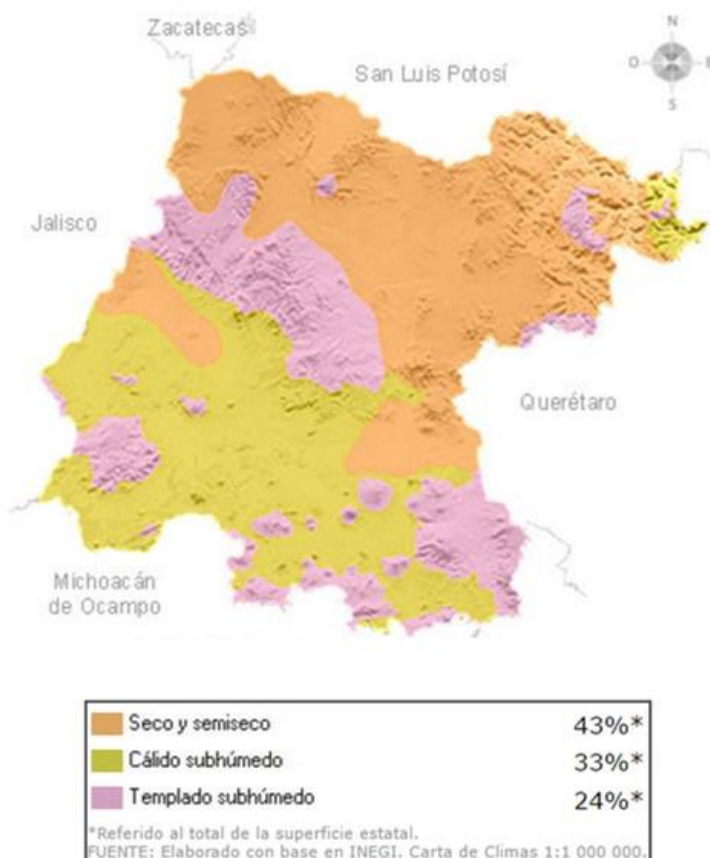 Zacatecas
N
San Luis Potosí
O
E
S
Jalisco
Querétaro
Michoacán
de Ocampo
Seco y semiseco 43%*
Cálido subhúmedo 33%*
Templado subhúmedo 24%*
*Referido al total de la superficie estatal.
FUENTE: Elaborado con base en INEGI. Carta de Climas 1:1 000 000.